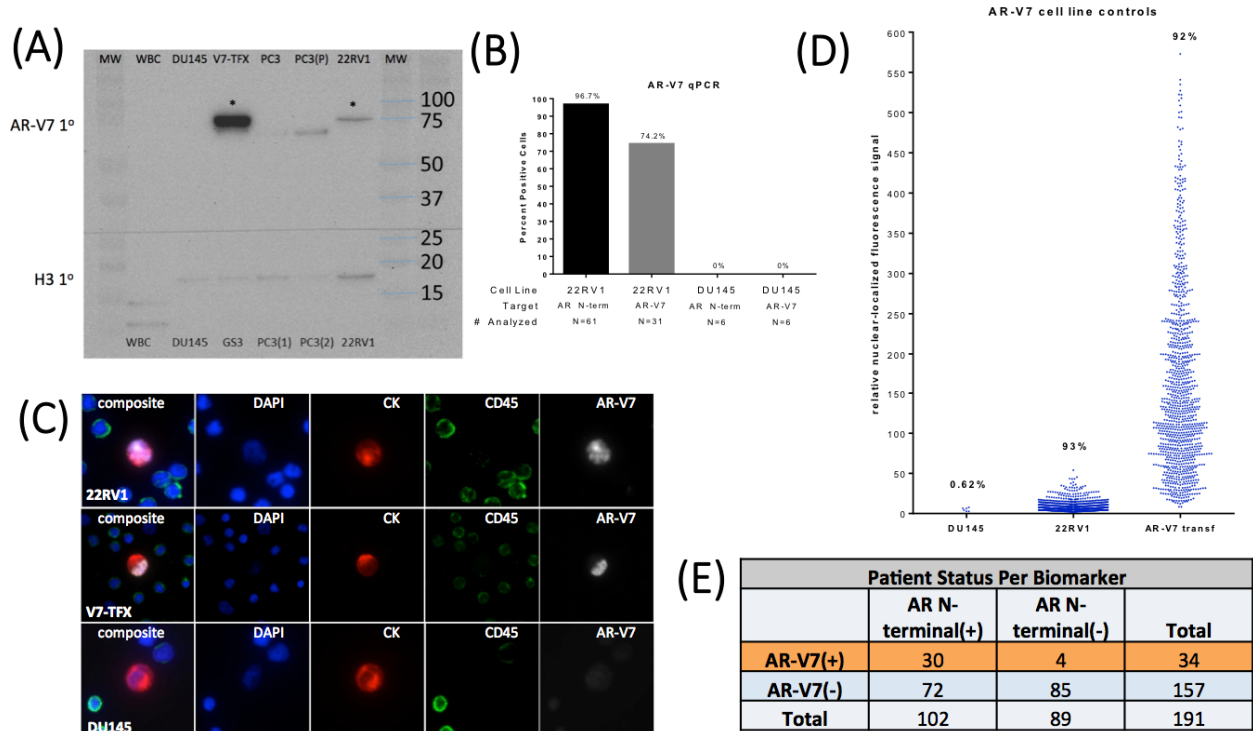 (A)
MW WBC DU145 V7-TFX PC3 PC3(P) 22RV1 MW
* *
AR-V7 1°
100
75
50
37
25
20
15
H3 1°
WBC DU145 GS3 PC3(1) PC3(2) 22RV1
(B)
AR-V7 qPCR
Percent Positive Cells
100
90
80
70
60
50
40
30
20
10
0
96.7% 74.2% 0% 0%
Cell Line 22RV1 22RV1 DU145 DU145
Target AR N-term AR-V7 AR N-term AR-V7
# Analyzed N=61 N=31 N=6 N=6
(C)
composite DAPI CK CD45 AR-V7
22RV1
composite DAPI CK CD45 AR-V7
V7-TFX
composite DAPI CK CD45 AR-V7
DU145
(D)
AR-V7 cell line controls
relative nuclear-localized fluorescence signal
600
550
500
450
400
350
300
250
200
150
100
50
0
0.62% 93% 92%
DU145 22RV1 AR-V7 transf
(E)
Patient Status Per Biomarker
AR N-terminal(+) AR N-terminal(-) Total
AR-V7(+) 30 4 34
AR-V7(-) 72 85 157
Total 102 89 191